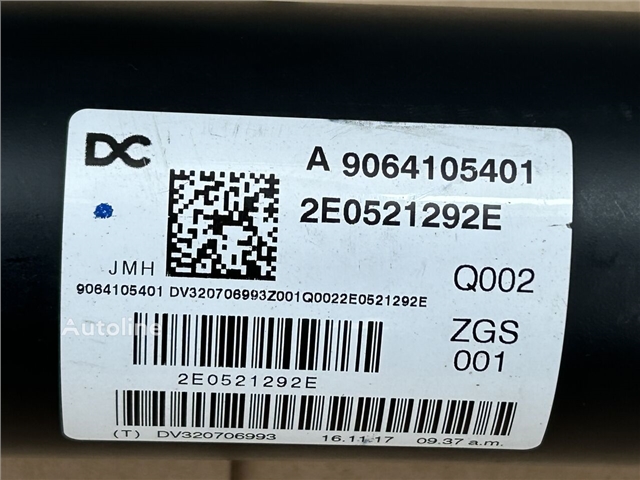 DC
A 9064105401
2E0521292E
JMH
Q002
9064105401 DV320706993Z001Q0022E0521292E
Autoline
ZGS
001
2E0521292E
(T) DV320706993 16.11.17 09.37 a.m.